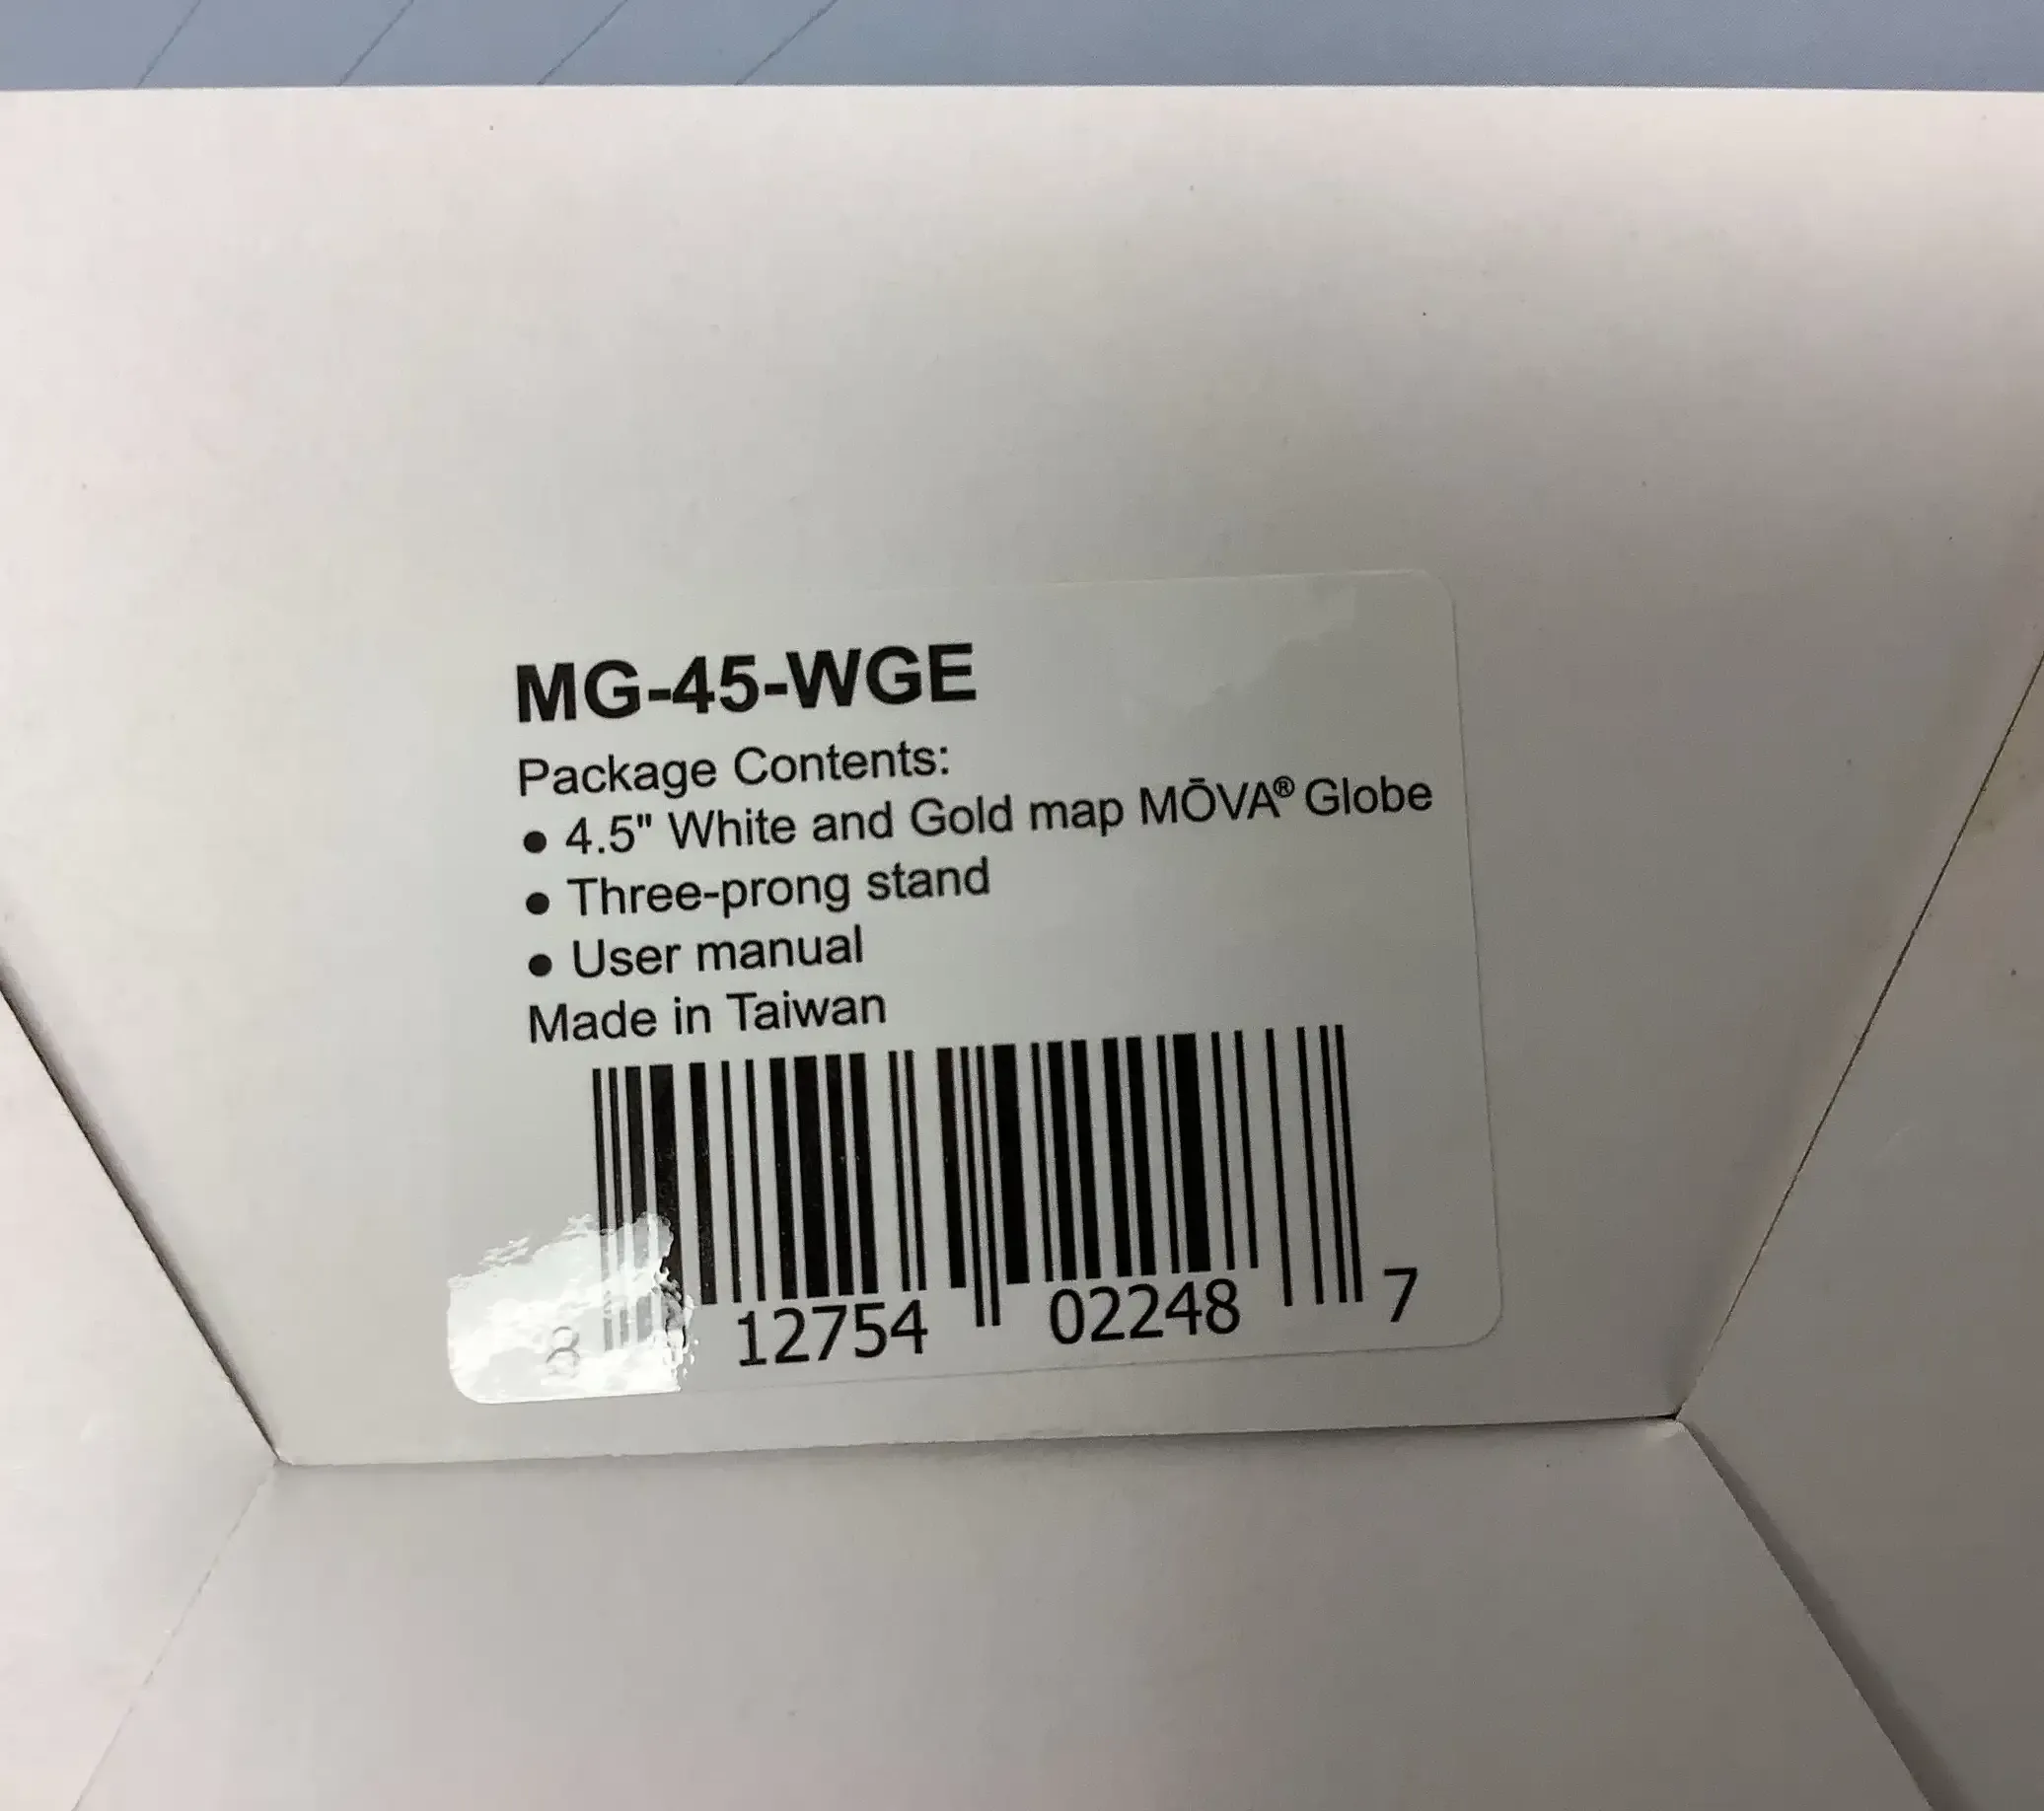 MG-45-WGE
Package Contents:
● 4.5" White and Gold map MŌVA® Globe
● Three-prong stand
● User manual
Made in Taiwan
8 12754 02248 7